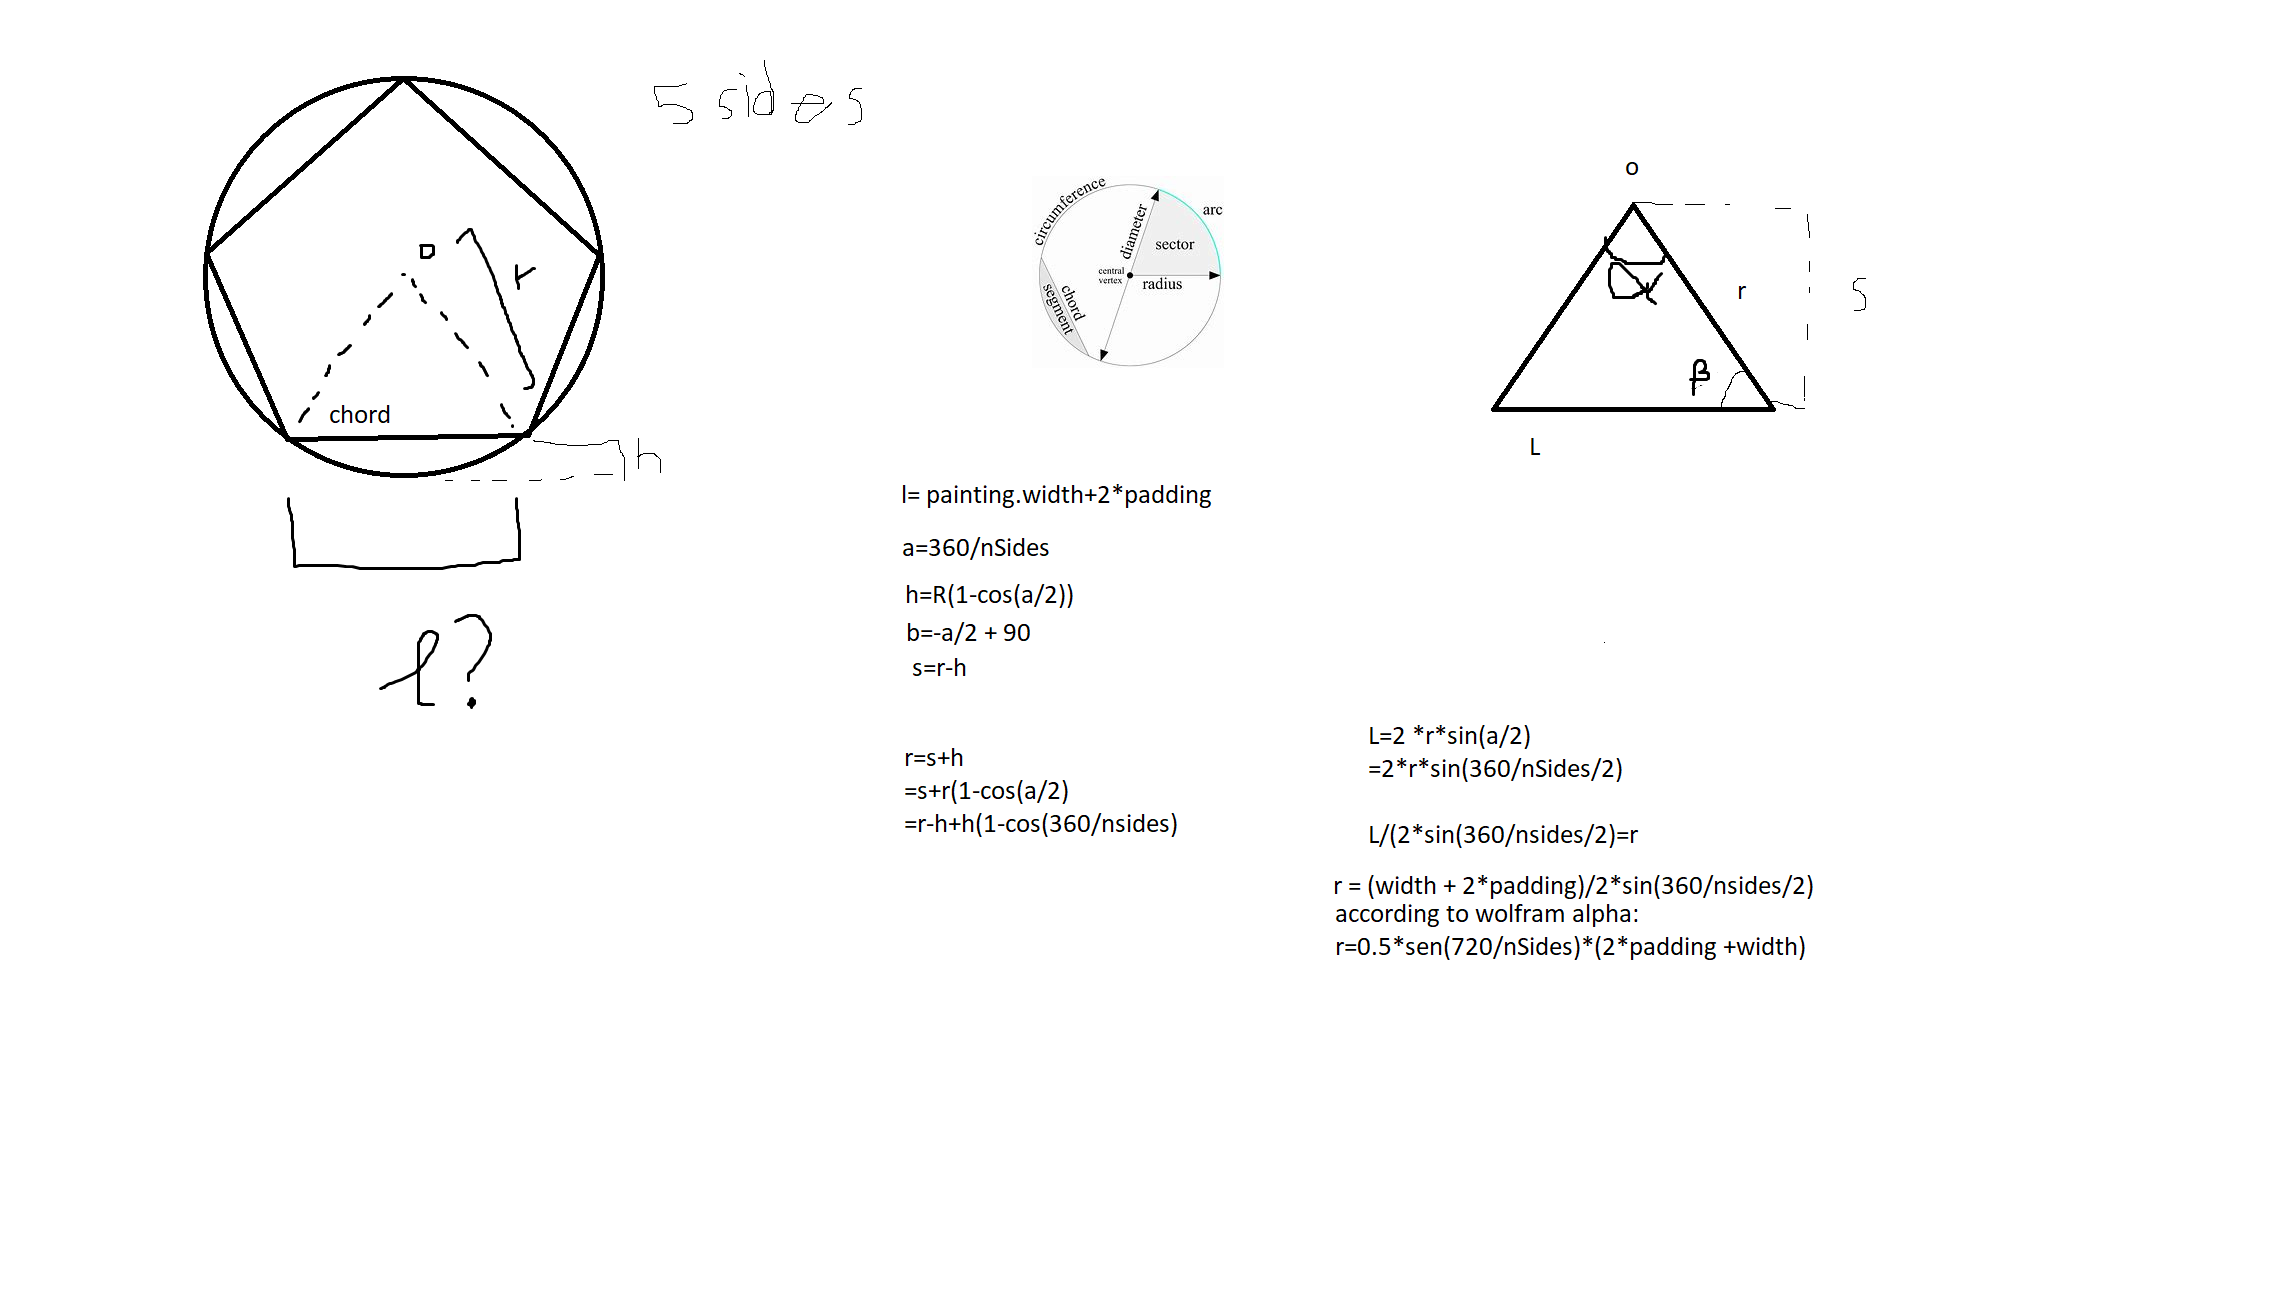 5 sides
o
r
chord
h
l?
circumference
diameter
arc
sector
central
vertex
radius
chord
segment
l= painting.width+2*padding
a=360/nSides
h=R(1-cos(a/2))
b=-a/2 + 90
s=r-h
r=s+h
=s+r(1-cos(a/2)
=r-h+h(1-cos(360/nsides)
o
α
r
s
β
L
L=2 *r*sin(a/2)
=2*r*sin(360/nSides/2)
L/(2*sin(360/nsides/2)=r
r = (width + 2*padding)/2*sin(360/nsides/2)
according to wolfram alpha:
r=0.5*sen(720/nSides)*(2*padding +width)